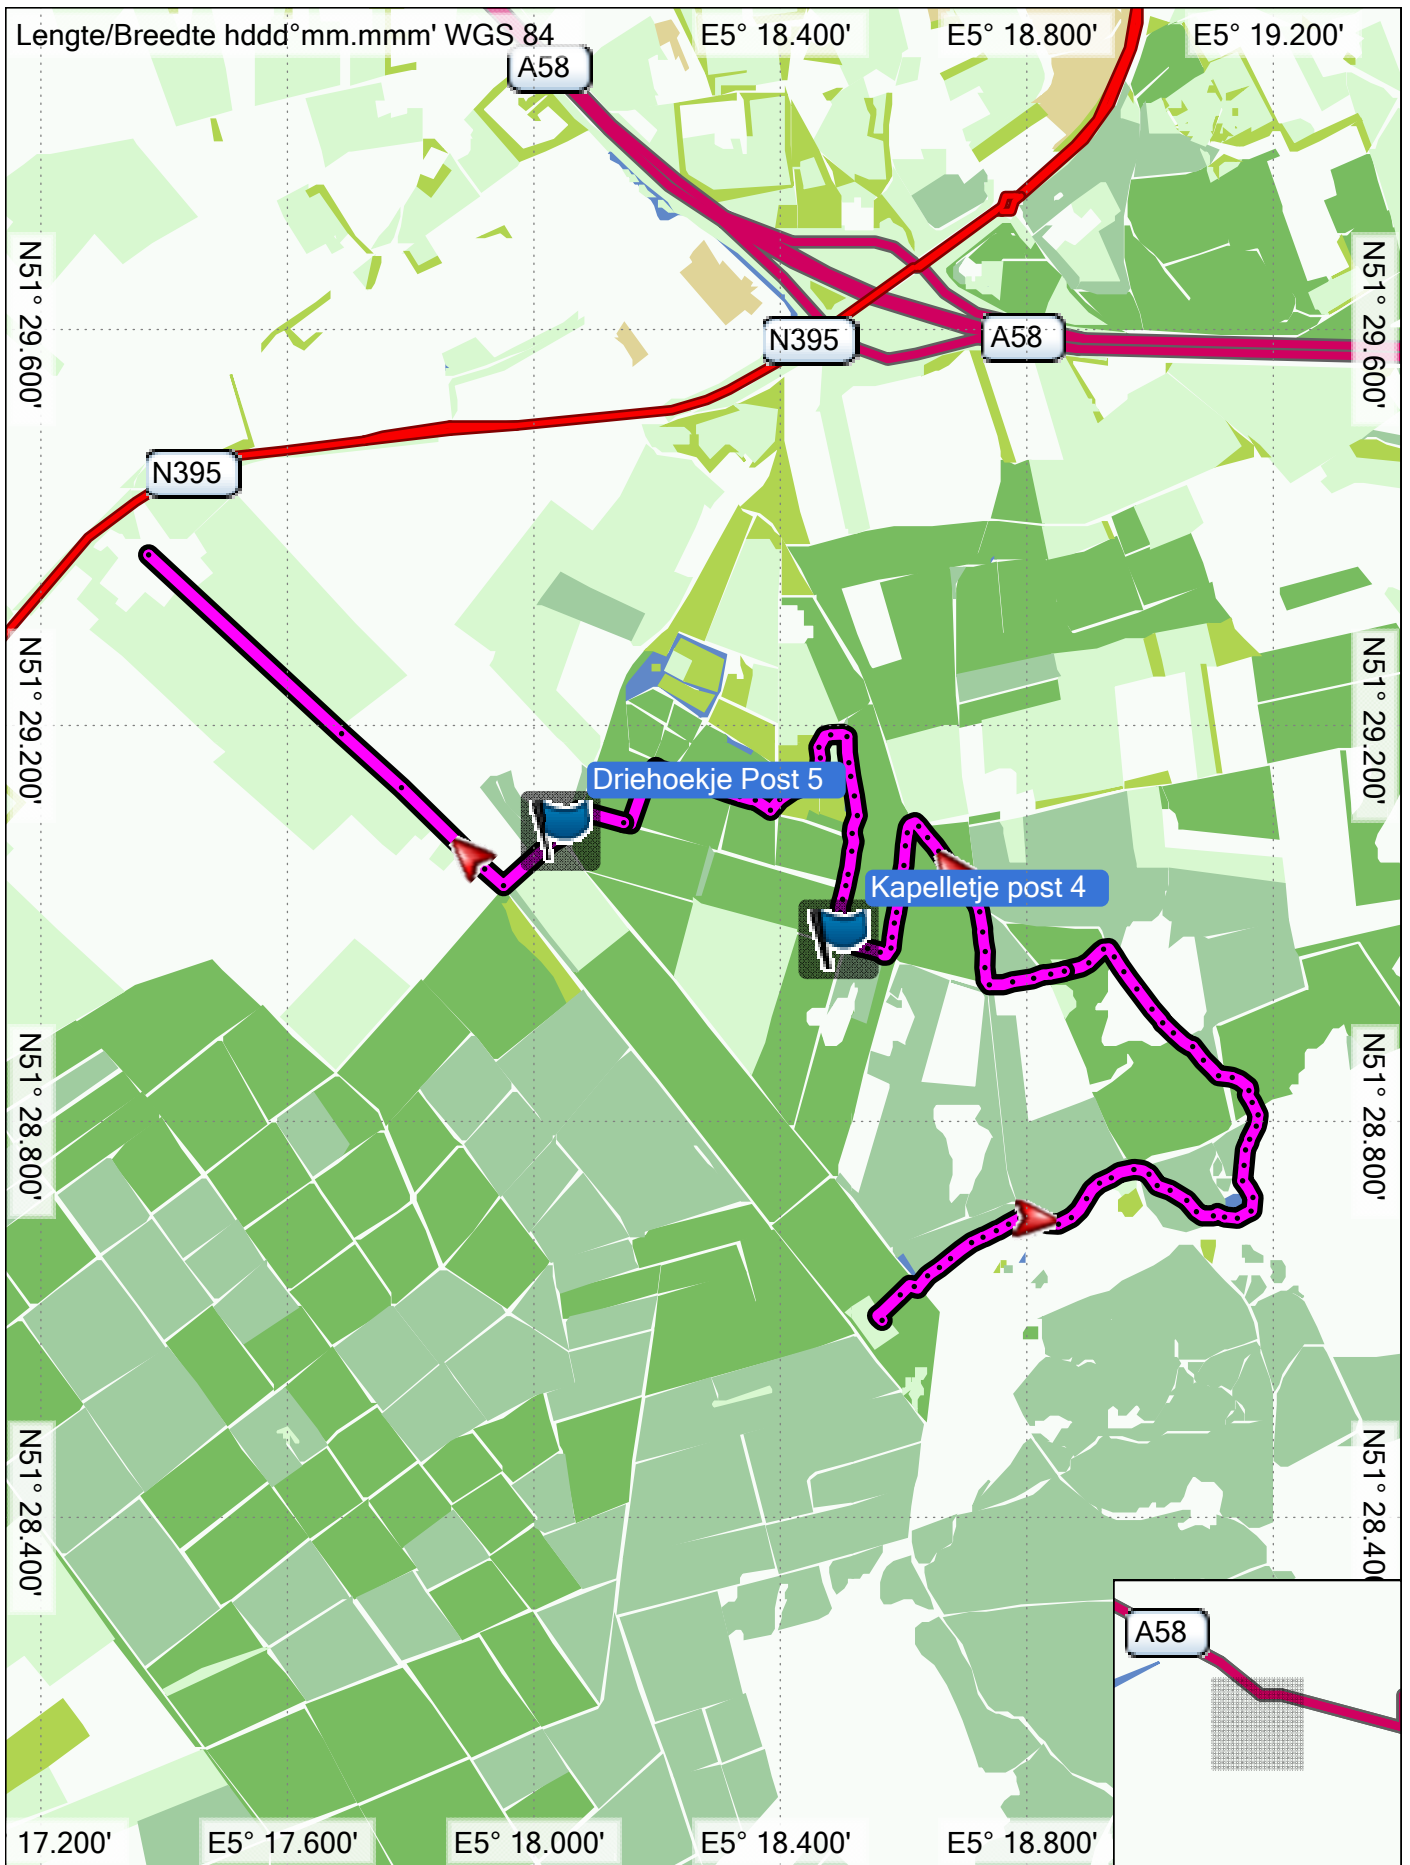 Lengte/Breedte hddd°mm.mmm' WGS 84
E5° 18.400'
E5° 18.800'
E5° 19.200'
A58
N51° 29.600'
N51° 29.600'
N395
A58
N395
N51° 29.200'
N51° 29.200'
Driehoekje Post 5
Kapelletje post 4
N51° 28.800'
N51° 28.800'
N51° 28.400'
N51° 28.40
A58
17.200'
E5° 17.600'
E5° 18.000'
E5° 18.400'
E5° 18.800'